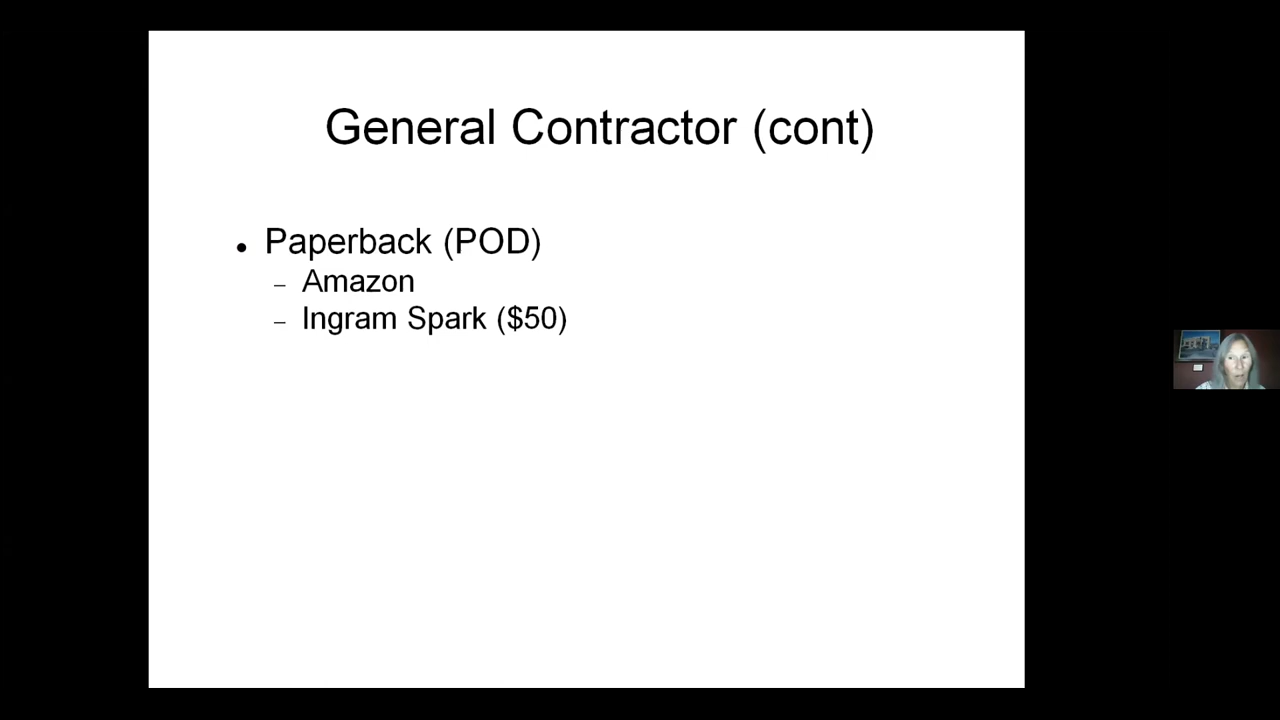 General Contractor (cont)
● Paperback (POD)
– Amazon
– Ingram Spark ($50)